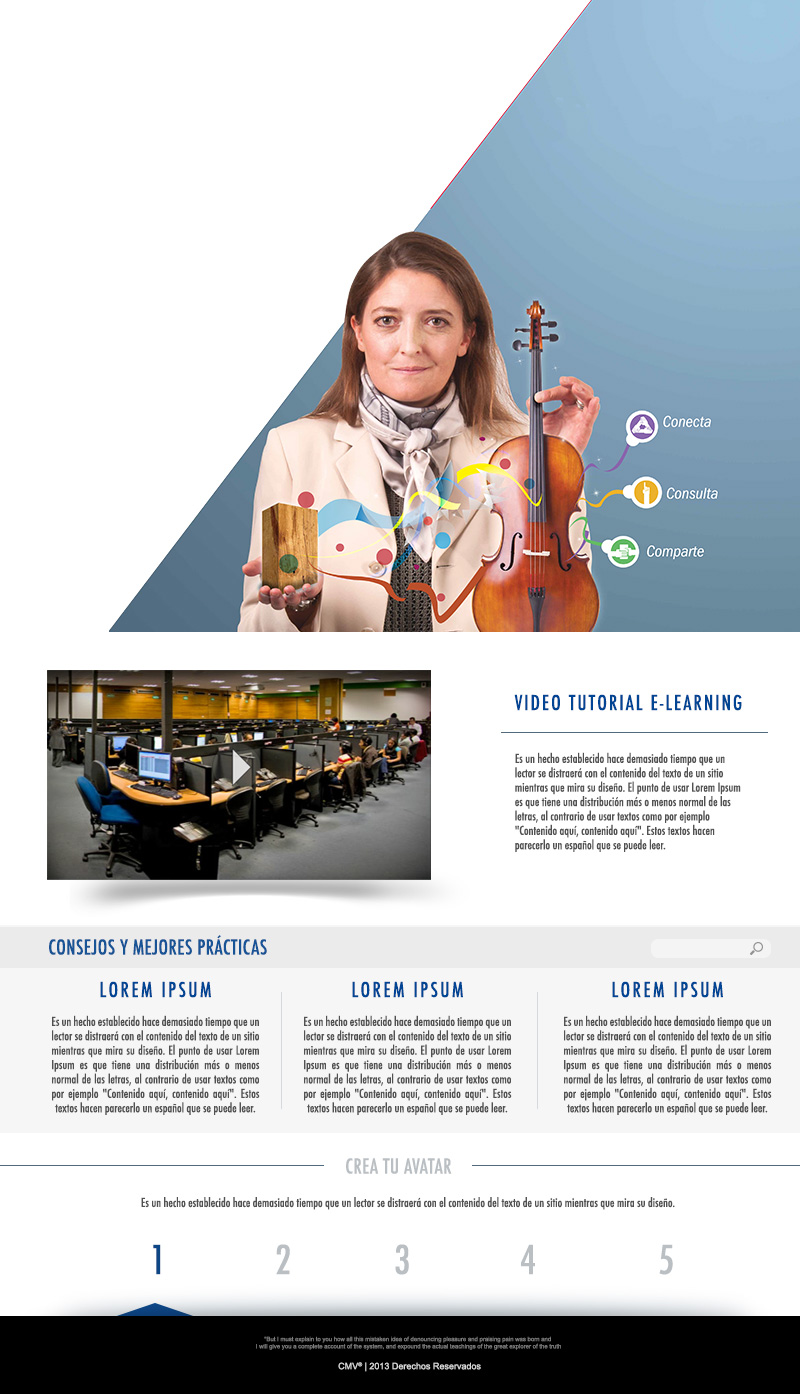 Conecta
Consulta
Comparte
VIDEO TUTORIAL E-LEARNING
Es un hecho establecido hace demasiado tiempo que un
lector se distraerá con el contenido del texto de un sitio
mientras que mira su diseño. El punto de usar Lorem Ipsum
es que tiene una distribución más o menos normal de las
letras, al contrario de usar textos como por ejemplo
"Contenido aquí, contenido aquí". Estos textos hacen
parecerlo un español que se puede leer.
CONSEJOS Y MEJORES PRÁCTICAS
LOREM IPSUM
Es un hecho establecido hace demasiado tiempo que un
lector se distraerá con el contenido del texto de un sitio
mientras que mira su diseño. El punto de usar Lorem
Ipsum es que tiene una distribución más o menos
normal de las letras, al contrario de usar textos como
por ejemplo "Contenido aquí, contenido aquí". Estos
textos hacen parecerlo un español que se puede leer.
LOREM IPSUM
Es un hecho establecido hace demasiado tiempo que un
lector se distraerá con el contenido del texto de un sitio
mientras que mira su diseño. El punto de usar Lorem
Ipsum es que tiene una distribución más o menos
normal de las letras, al contrario de usar textos como
por ejemplo "Contenido aquí, contenido aquí". Estos
textos hacen parecerlo un español que se puede leer.
LOREM IPSUM
Es un hecho establecido hace demasiado tiempo que un
lector se distraerá con el contenido del texto de un sitio
mientras que mira su diseño. El punto de usar Lorem
Ipsum es que tiene una distribución más o menos
normal de las letras, al contrario de usar textos como
por ejemplo "Contenido aquí, contenido aquí". Estos
textos hacen parecerlo un español que se puede leer.
CREA TU AVATAR
Es un hecho establecido hace demasiado tiempo que un lector se distraerá con el contenido del texto de un sitio mientras que mira su diseño.
1 2 3 4 5
"But I must explain to you how all this mistaken idea of denouncing pleasure and praising pain was born and
I will give you a complete account of the system, and expound the actual teachings of the great explorer of the truth
CMV® | 2013 Derechos Reservados